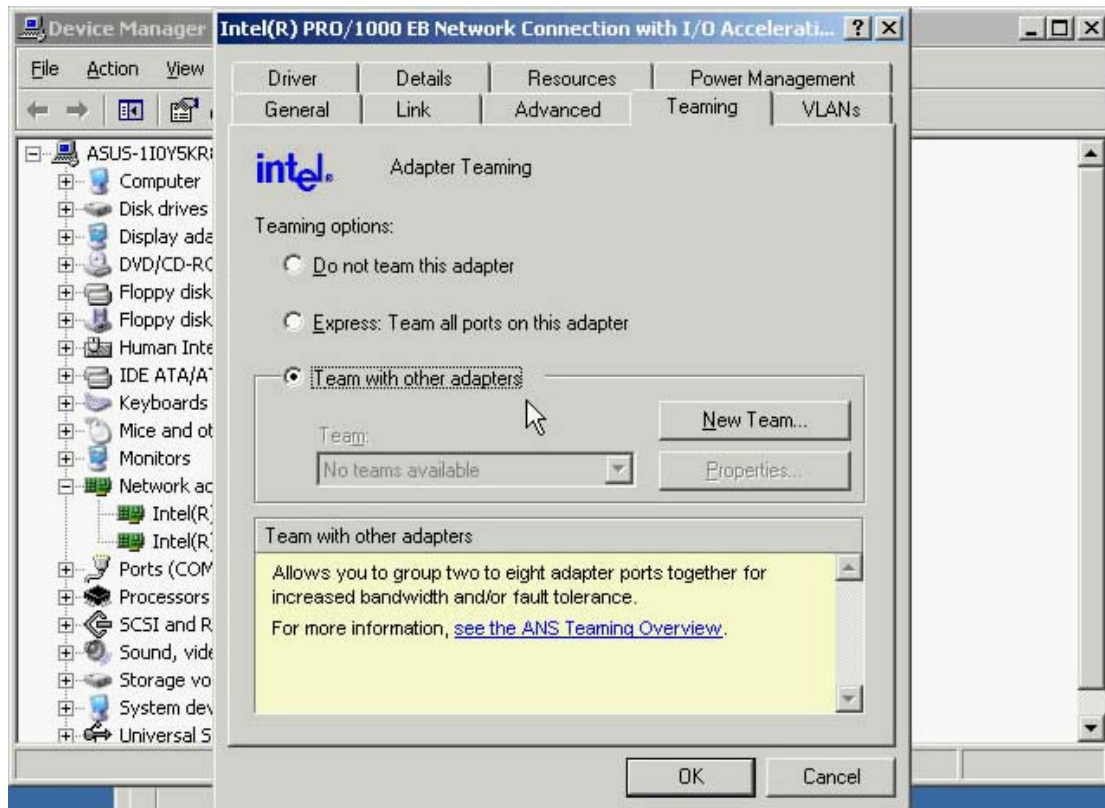 Device Manager
Intel(R) PRO/1000 EB Network Connection with I/O Accelerati...
File Action View
Driver Details Resources Power Management
General Link Advanced Teaming VLANs
ASUS-1I0Y5KR
Computer
Disk drives
Display ada
DVD/CD-RO
Floppy disk
Floppy disk
Human Inte
IDE ATA/AT
Keyboards
Mice and ot
Monitors
Network ac
Intel(R)
Intel(R)
Ports (COM
Processors
SCSI and R
Sound, vide
Storage vo
System dev
Universal S
intel®
Adapter Teaming
Teaming options:
Do not team this adapter
Express: Team all ports on this adapter
Team with other adapters
Team:
No teams available
New Team...
Properties...
Team with other adapters
Allows you to group two to eight adapter ports together for
increased bandwidth and/or fault tolerance.
For more information, see the ANS Teaming Overview.
OK Cancel